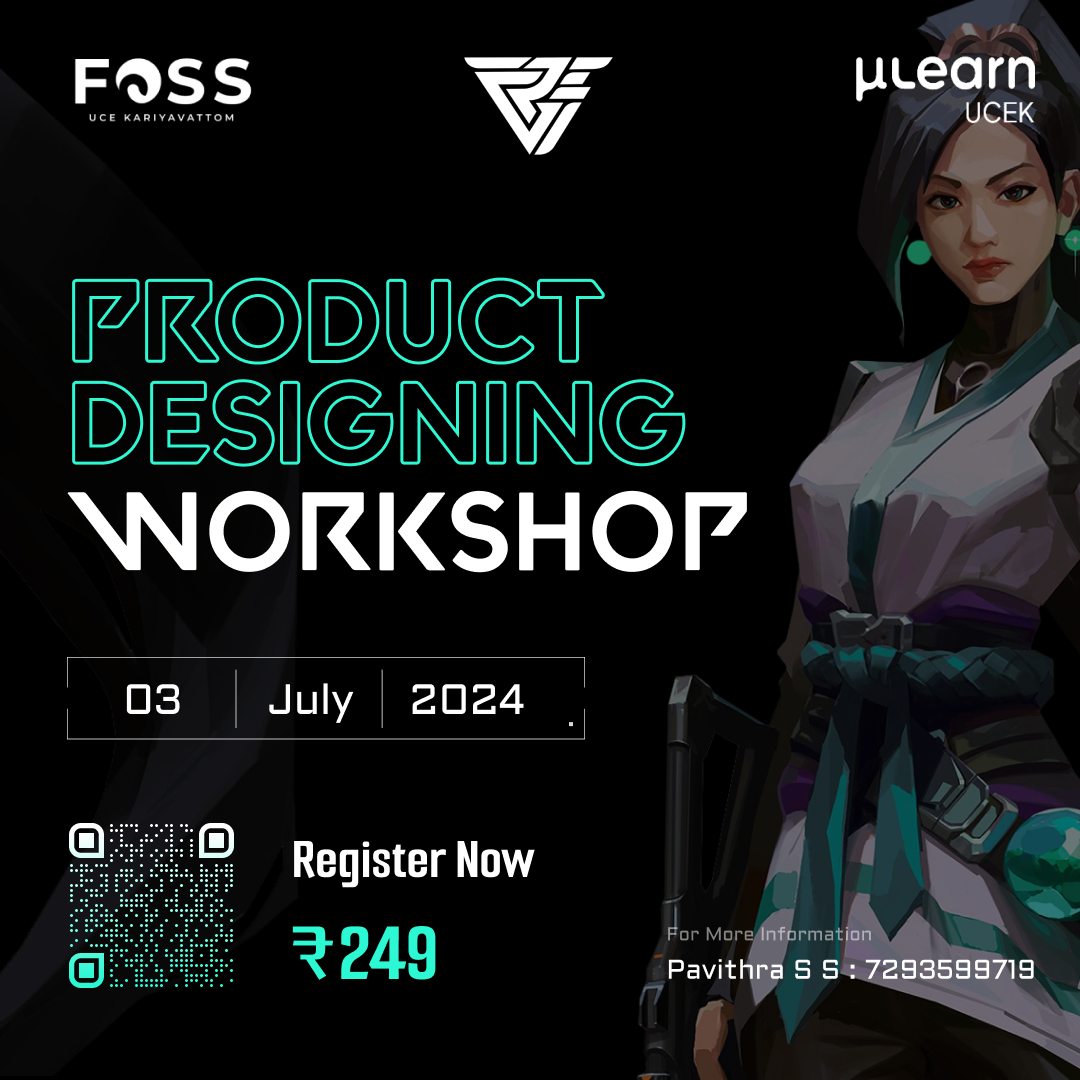 FOSS
UCE KARIYAVATTOM
µLearn
UCEK
PRODUCT
DESIGNING
WORKSHOP
03 July 2024
Register Now
₹249
For More Information
Pavithra S S : 7293599719